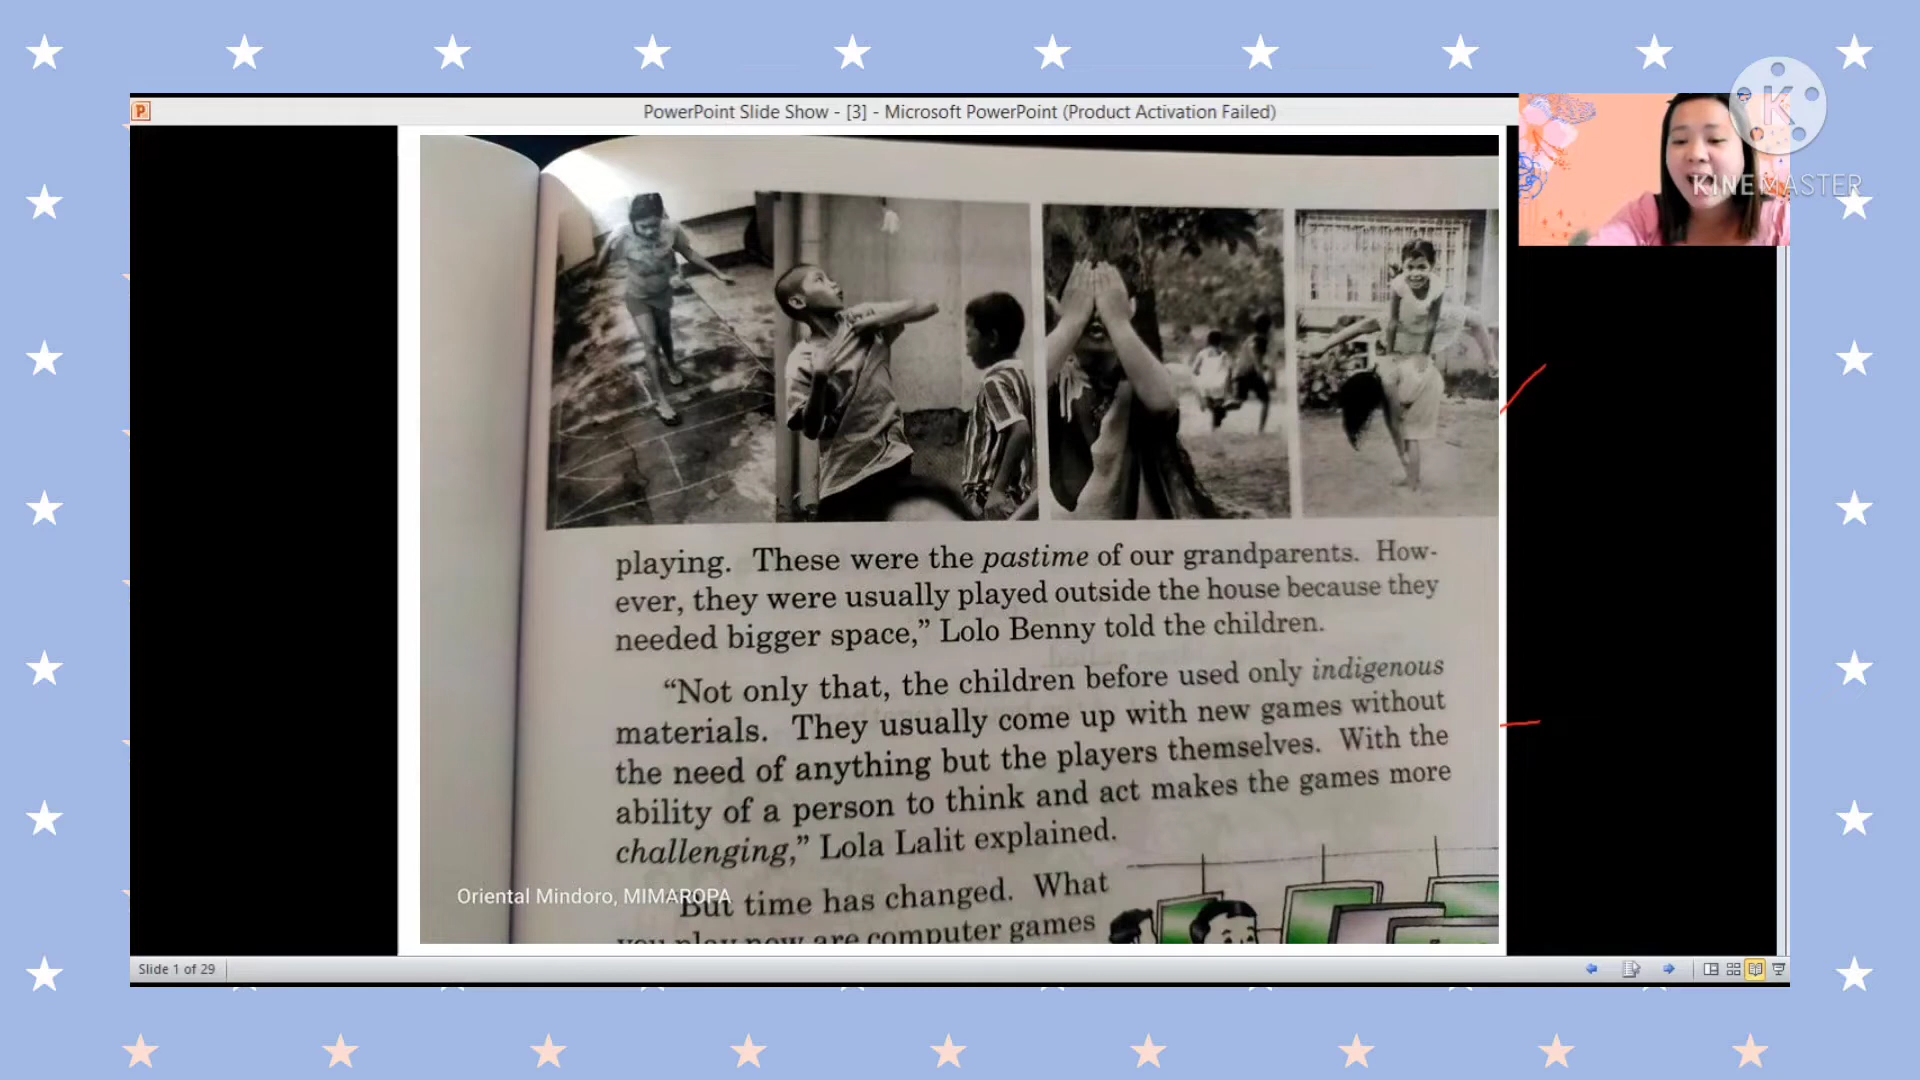 PowerPoint Slide Show - [3] - Microsoft PowerPoint (Product Activation Failed)
K
KINEMASTER
playing. These were the pastime of our grandparents. How-
ever, they were usually played outside the house because they
needed bigger space,” Lolo Benny told the children.
“Not only that, the children before used only indigenous
materials. They usually come up with new games without
the need of anything but the players themselves. With the
ability of a person to think and act makes the games more
challenging,” Lola Lalit explained.
Oriental Mindoro, MIMAROPA
But time has changed. What
you play now are computer games
Slide 1 of 29